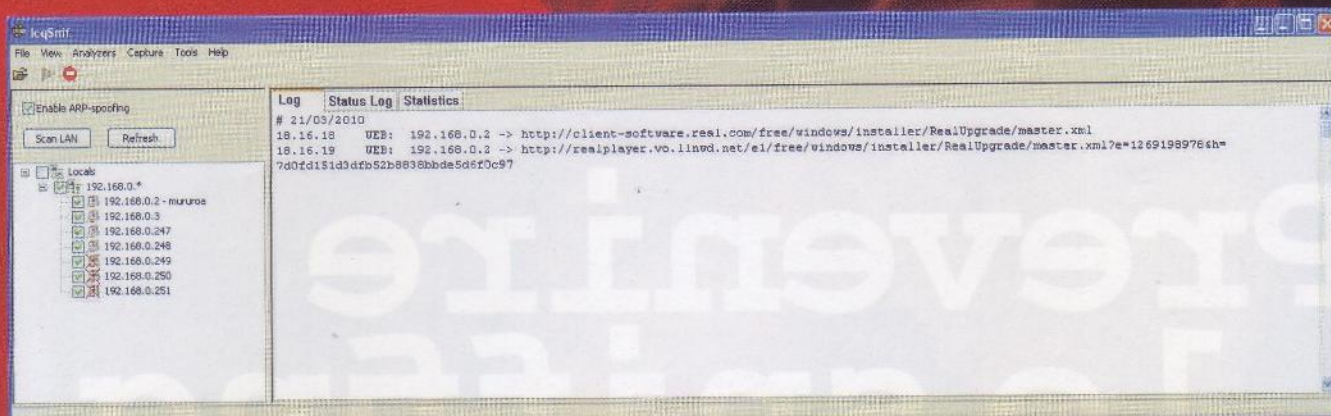 IcqSnif
File View Analyzers Capture Tools Help
Enable ARP-spoofing
Scan LAN Refresh
Locals
192.168.0.*
192.168.0.2 - mururoa
192.168.0.3
192.168.0.247
192.168.0.248
192.168.0.249
192.168.0.250
192.168.0.251
Log Status Log Statistics
# 21/03/2010
18.16.18 WEB: 192.168.0.2 -> http://client-software.real.com/free/windows/installer/RealUpgrade/master.xml
18.16.19 WEB: 192.168.0.2 -> http://realplayer.vo.llnwd.net/e1/free/windows/installer/RealUpgrade/master.xml?e=1269198978&h=
7d0fd151d3dfb52b8838bbde5d6f0c97
Prevenire